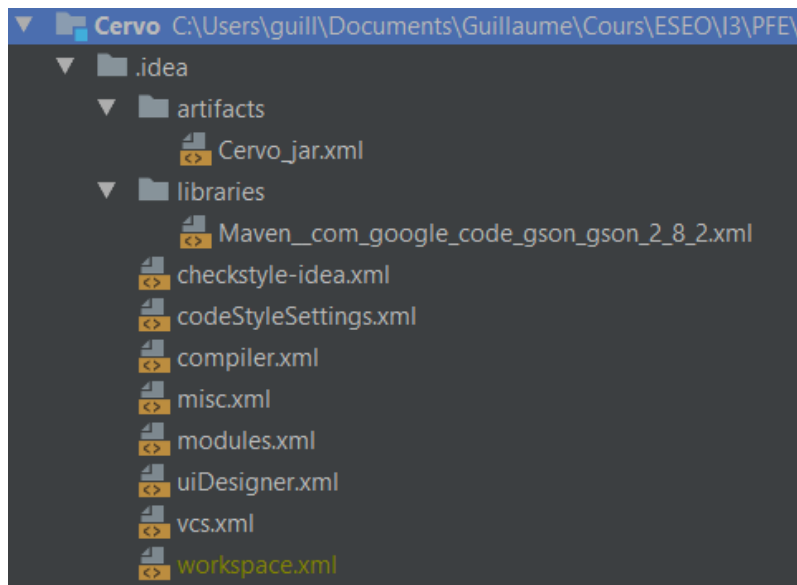 Cervo C:\Users\guill\Documents\Guillaume\Cours\ESEO\I3\PFE\
.idea
artifacts
Cervo_jar.xml
libraries
Maven__com_google_code_gson_gson_2_8_2.xml
checkstyle-idea.xml
codeStyleSettings.xml
compiler.xml
misc.xml
modules.xml
uiDesigner.xml
vcs.xml
workspace.xml